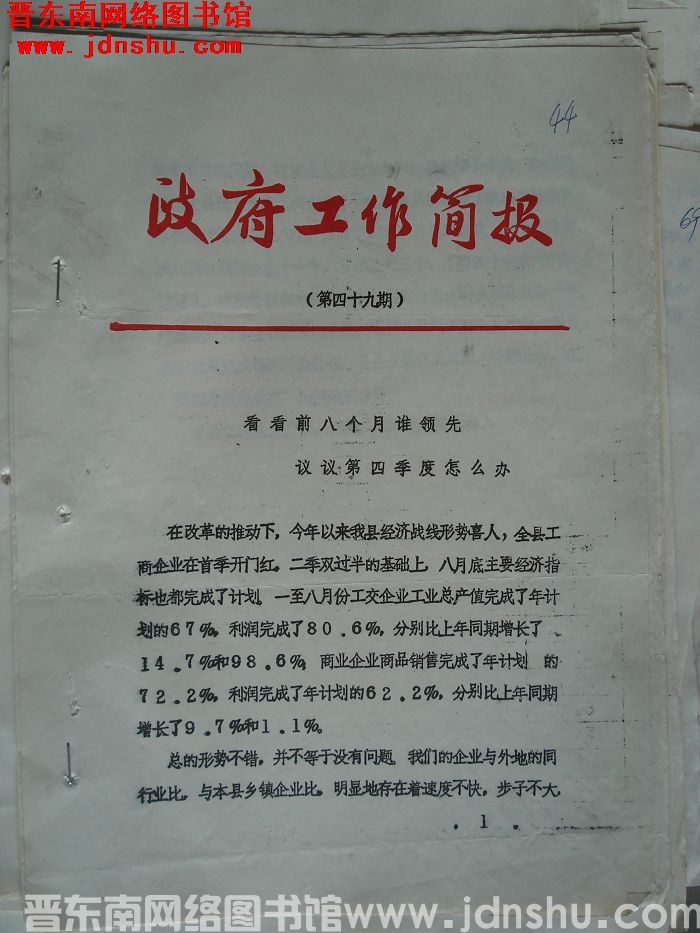 晋东南网络图书馆
www.jdnshu.com
44
69
政府工作简报
（第四十九期）
看看前八个月谁领先
议议第四季度怎么办
在改革的推动下，今年以来我县经济战线形势喜人，全县工
商企业在首季开门红。二季双过半的基础上，八月底主要经济指
标也都完成了计划。一至八月份工交企业工业总产值完成了年计
划的67%，利润完成了80.6%，分别比上年同期增长了
14.7%和98.6%；商业企业商品销售完成了年计划 的
72.2%，利润完成了年计划的62.2%，分别比上年同期
增长了9.7%和1.1%。
总的形势不错，并不等于没有问题。我们的企业与外地的同
行业比。与本县乡镇企业比。明显地存在着速度不快，步子不大
.1.
晋东南网络图书馆 www.jdnshu.com